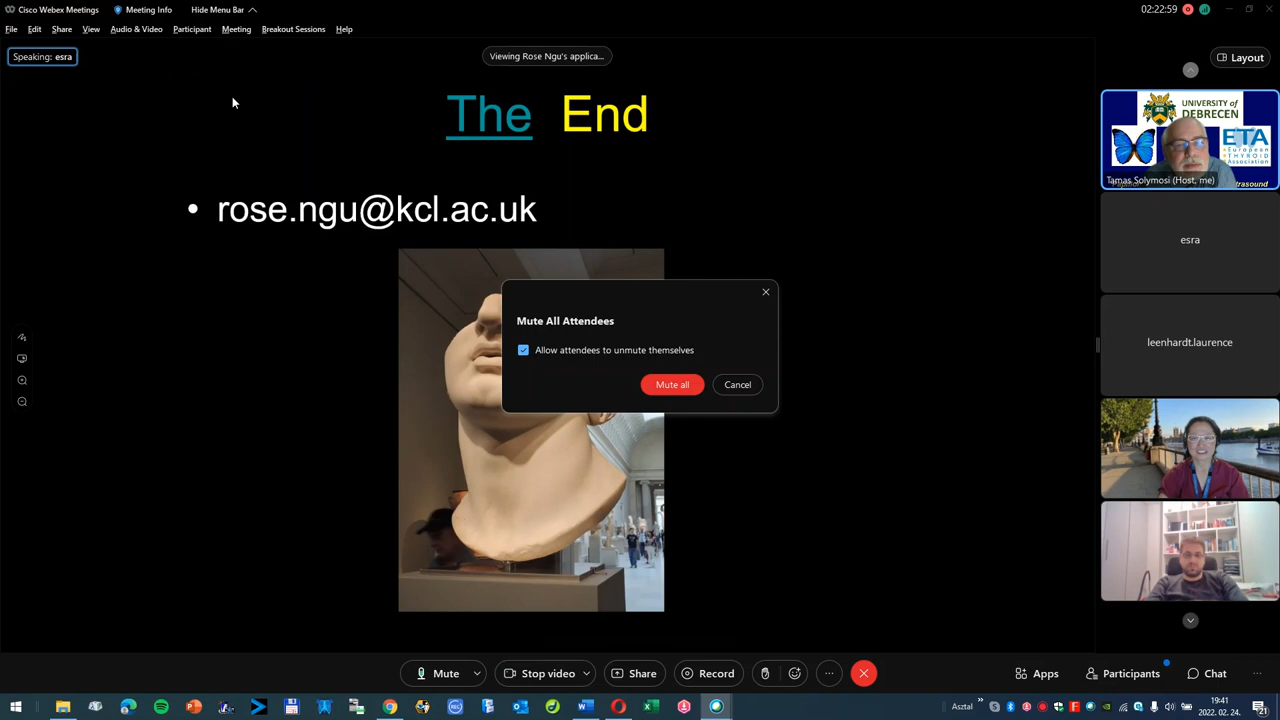 Cisco Webex Meetings
Meeting Info
Hide Menu Bar
02:22:59
File Edit Share View Audio & Video Participant Meeting Breakout Sessions Help
Speaking: esra
Viewing Rose Ngu's applica...
Layout
The End
• rose.ngu@kcl.ac.uk
UNIVERSITY of
DEBRECEN
ETA
European
THYROID
Association
Tamas Solymosi (Host, me)
esra
leenhardt.laurence
Mute All Attendees
Allow attendees to unmute themselves
Mute all
Cancel
Mute
Stop video
Share
Record
Apps
Participants
Chat
Asztal
19:41
2022. 02. 24.